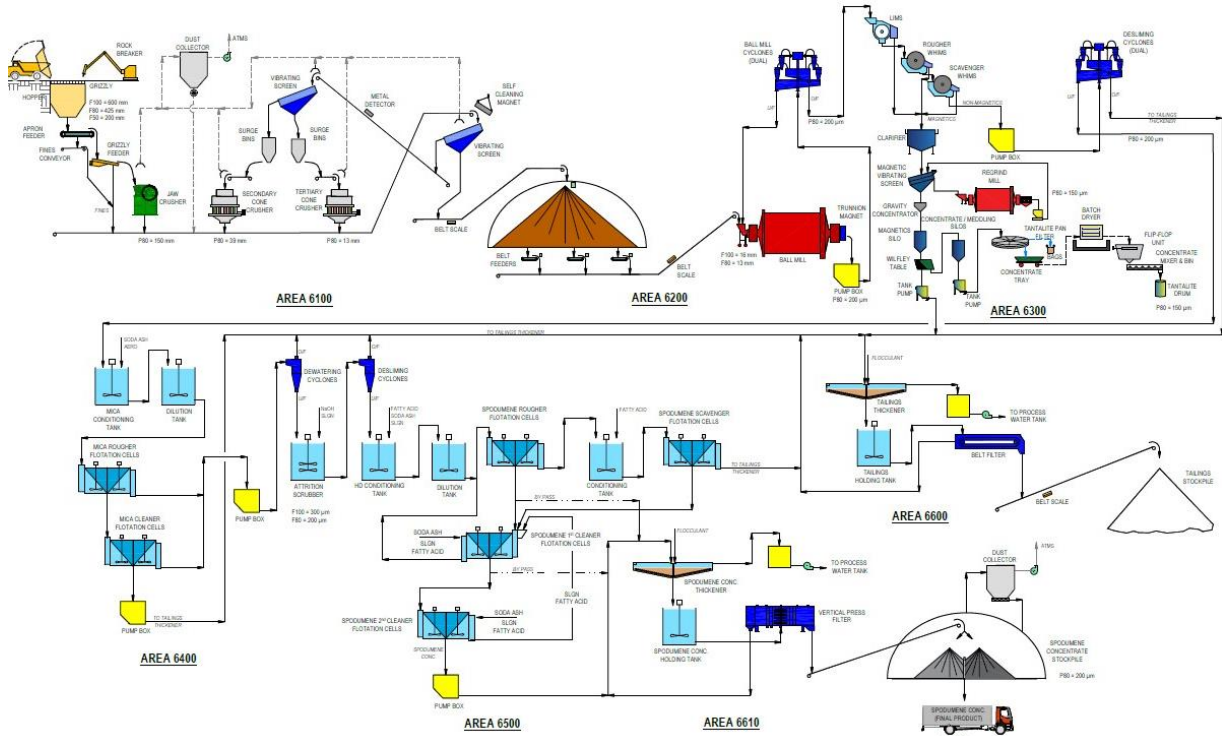 DUST
COLLECTOR
ATMS
ROCK
BREAKER
GRIZZLY
HOPPER
F100 = 600 mm
F80 = 425 mm
F50 = 200 mm
APRON
FEEDER
FINES
CONVEYOR
GRIZZLY
FEEDER
FINES
JAW
CRUSHER
P80 = 150 mm
VIBRATING
SCREEN
SURGE
BINS
SURGE
BINS
SECONDARY
CONE
CRUSHER
TERTIARY
CONE
CRUSHER
P80 = 39 mm
P80 = 13 mm
METAL
DETECTOR
SELF
CLEANING
MAGNET
VIBRATING
SCREEN
BELT SCALE
AREA 6100
BELT
FEEDERS
BELT
SCALE
AREA 6200
BALL MILL
CYCLONES
(DUAL)
O/F
U/F
P80 = 200 µm
F100 = 16 mm
F80 = 13 mm
TRUNNION
MAGNET
BALL MILL
PUMP BOX
P80 = 200 µm
LIMS
ROUGHER
WHIMS
SCAVENGER
WHIMS
NON-MAGNETICS
MAGNETICS
PUMP BOX
DESLIMING
CYCLONES
(DUAL)
U/F
O/F
TO TAILINGS
THICKENER
P80 = 200 µm
CLARIFIER
MAGNETIC
VIBRATING
SCREEN
REGRIND
MILL
P80 = 150 µm
GRAVITY
CONCENTRATOR
CONCENTRATE / MEDDLING
SILOS
MAGNETICS
SILO
WILFLEY
TABLE
TANK
PUMP
TANK
PUMP
TANTALITE PAN
FILTER
BAGS
CONCENTRATE
TRAY
BATCH
DRYER
FLIP-FLOP
UNIT
CONCENTRATE
MIXER & BIN
TANTALITE
DRUM
P80 = 150 µm
AREA 6300
TO TAILINGS THICKENER
SODA ASH
AERO
MICA
CONDITIONING TANK
DILUTION
TANK
MICA ROUGHER
FLOTATION CELLS
MICA CLEANER
FLOTATION CELLS
PUMP BOX
PUMP BOX
TO TAILINGS
THICKENER
AREA 6400
O/F
DEWATERING
CYCLONES
U/F
O/F
DESLIMING
CYCLONES
U/F
NaOH
SLGN
ATTRITION
SCRUBBER
F100 = 300 µm
F80 = 200 µm
FATTY ACID
SODA ASH
SLGN
HD CONDITIONING
TANK
DILUTION
TANK
SPODUMENE ROUGHER
FLOTATION CELLS
FATTY ACID
CONDITIONING
TANK
SPODUMENE SCAVENGER
FLOTATION CELLS
TO TAILINGS
THICKENER
BY PASS
SODA ASH
SLGN
FATTY ACID
SPODUMENE 1ST CLEANER
FLOTATION CELLS
BY PASS
SLGN
FATTY ACID
SPODUMENE 2ND CLEANER
FLOTATION CELLS
SODA ASH
SLGN
FATTY ACID
SPODUMENE
CONC
PUMP BOX
AREA 6500
FLOCCULANT
SPODUMENE CONC.
THICKENER
TO PROCESS
WATER TANK
SPODUMENE CONC.
HOLDING TANK
VERTICAL PRESS
FILTER
AREA 6610
FLOCCULANT
TAILINGS
THICKENER
TO PROCESS
WATER TANK
TAILINGS
HOLDING TANK
BELT FILTER
AREA 6600
BELT SCALE
TAILINGS
STOCKPILE
DUST
COLLECTOR
ATMS
SPODUMENE
CONCENTRATE
STOCKPILE
P80 = 200 µm
SPODUMENE CONC.
(FINAL PRODUCT)